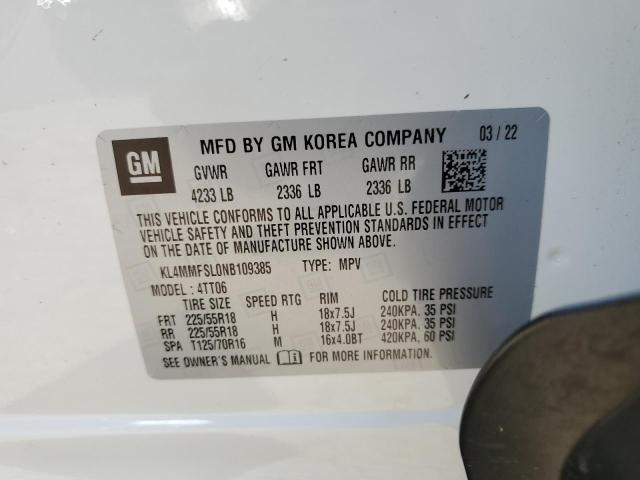 GM MFD BY GM KOREA COMPANY 03 / 22
GVWR GAWR FRT GAWR RR
4233 LB 2336 LB 2336 LB
THIS VEHICLE CONFORMS TO ALL APPLICABLE U.S. FEDERAL MOTOR
VEHICLE SAFETY AND THEFT PREVENTION STANDARDS IN EFFECT
ON THE DATE OF MANUFACTURE SHOWN ABOVE.
KL4MMFSL0NB109385 TYPE: MPV
MODEL: 4TT06
TIRE SIZE SPEED RTG RIM COLD TIRE PRESSURE
FRT 225/55R18 H 18x7.5J 240KPA, 35 PSI
RR 225/55R18 H 18x7.5J 240KPA, 35 PSI
SPA T125/70R16 M 16x4.0BT 420KPA, 60 PSI
SEE OWNER'S MANUAL FOR MORE INFORMATION.